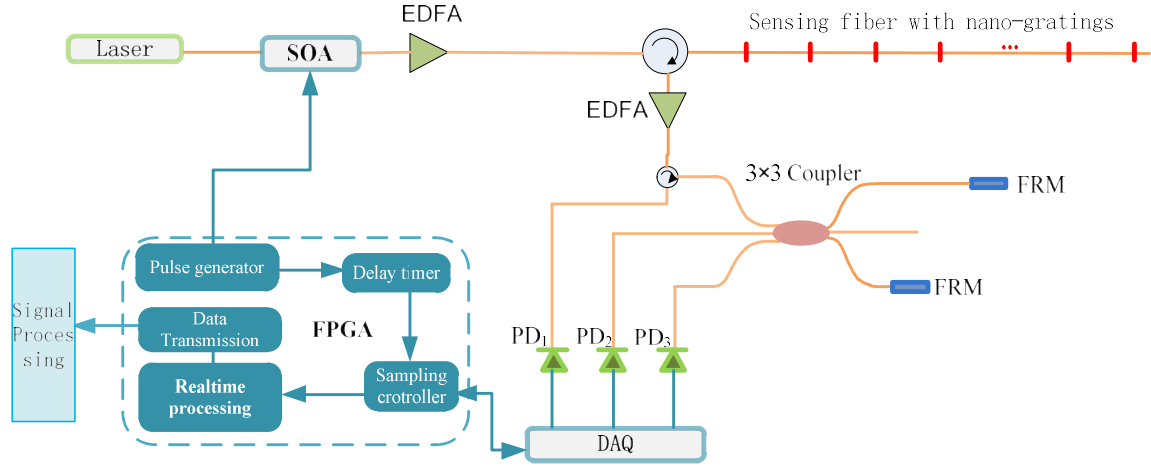 EDFA
Sensing fiber with nano-gratings
Laser
SOA
...
EDFA
3×3 Coupler
FRM
FRM
Pulse generator
Delay timer
Signal
Proces
sing
Data
Transmission
FPGA
PD1
PD2
PD3
Realtime
processing
Sampling
crotroller
DAQ